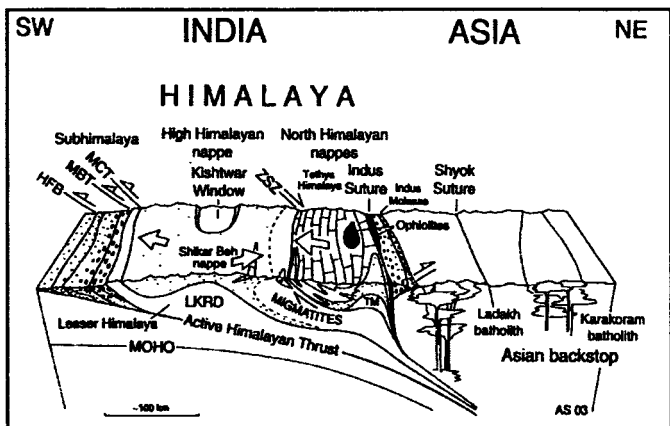 SW INDIA ASIA NE
HIMALAYA
Subhimalaya
High Himalayan
nappe
North Himalayan
nappes
Kishtwar
Window
Tethys
Himalaya
Indus
Suture
Indus
Molasse
Shyok
Suture
HFB
MBT
MCT
ZSZ
Ophiolites
Shikar Beh
nappe
LKRD
MIGMATITES
TM
Lesser Himalaya
Active Himalayan Thrust
MOHO
Ladakh
batholith
Karakoram
batholith
Asian backstop
~100 km
AS 03